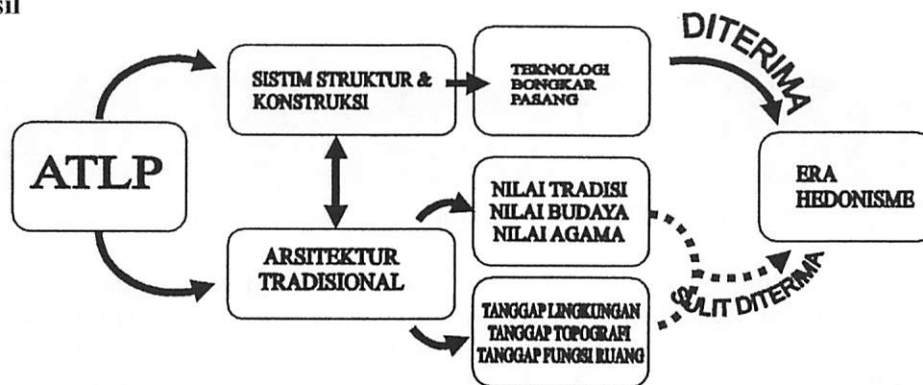 sil
ATLP
SISTIM STRUKTUR &
KONSTRUKSI
TEKNOLOGI
BONGKAR
PASANG
DITERIMA
ARSITEKTUR
TRADISIONAL
NILAI TRADISI
NILAI BUDAYA
NILAI AGAMA
TANGGAP LINGKUNGAN
TANGGAP TOPOGRAFI
TANGGAP FUNGSI RUANG
SULIT DITERIMA
ERA
HEDONISME